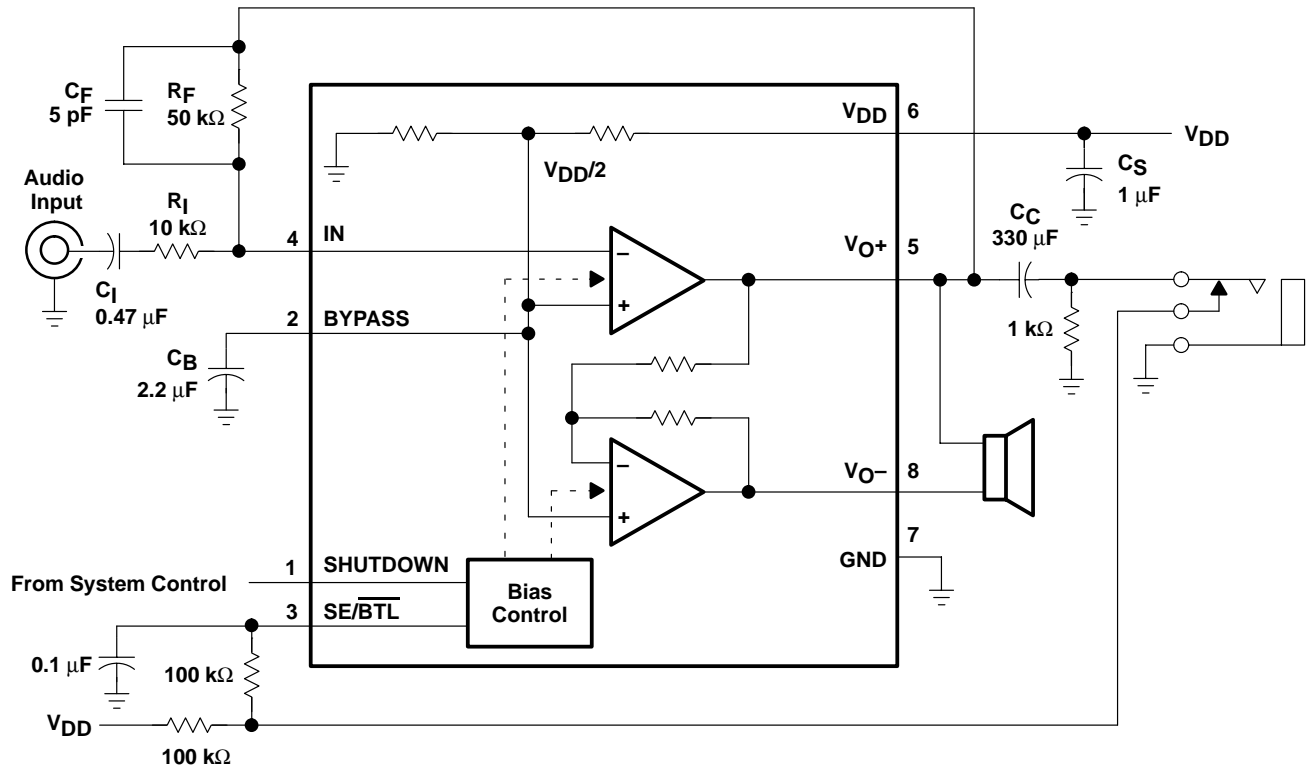 CF
5 pF
RF
50 kΩ
VDD
6
VDD
VDD/2
CS
1 μF
Audio
Input
RI
10 kΩ
CC
330 μF
4
IN
VO+
5
CI
0.47 μF
2
BYPASS
1 kΩ
CB
2.2 μF
VO–
8
7
GND
From System Control
1
SHUTDOWN
Bias
Control
3
SE/BTL
0.1 μF
100 kΩ
VDD
100 kΩ
−
+
−
+